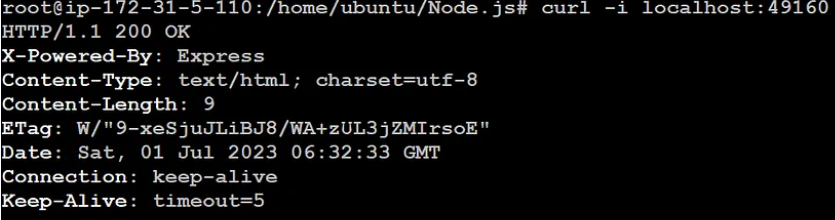 root@ip-172-31-5-110:/home/ubuntu/Node.js# curl -i localhost:49160
HTTP/1.1 200 OK
X-Powered-By: Express
Content-Type: text/html; charset=utf-8
Content-Length: 9
ETag: W/"9-xeSjuJLiBJ8/WA+zUL3jZMIrsoE"
Date: Sat, 01 Jul 2023 06:32:33 GMT
Connection: keep-alive
Keep-Alive: timeout=5